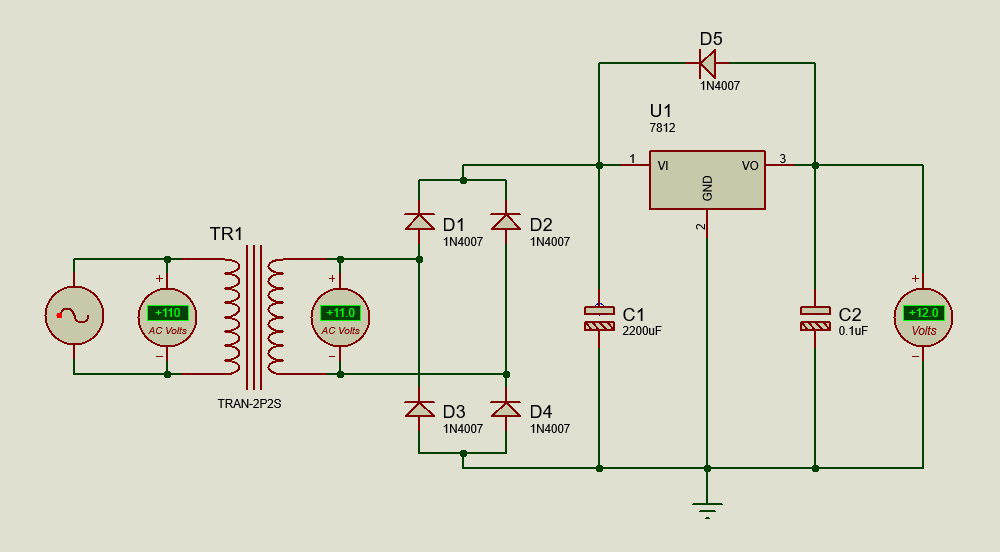 D5
1N4007
U1
7812
1
VI
VO
3
GND
2
D1
1N4007
D2
1N4007
TR1
+
+110
AC Volts
−
+
+11.0
AC Volts
−
TRAN-2P2S
C1
2200uF
C2
0.1uF
+
+12.0
Volts
−
D3
1N4007
D4
1N4007